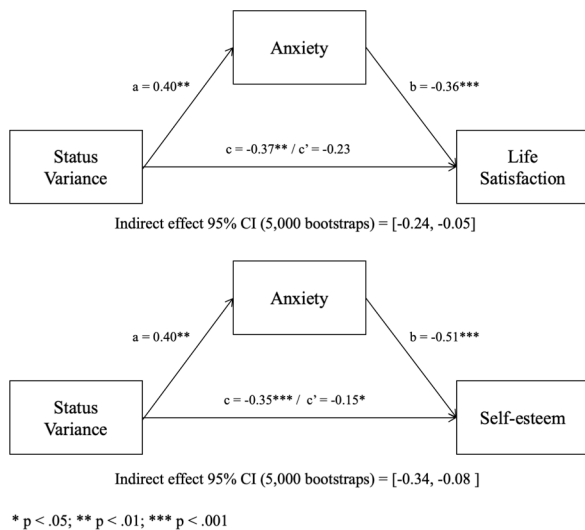 Anxiety
a = 0.40**
b = -0.36***
c = -0.37** / c’ = -0.23
Status
Variance
Life
Satisfaction
Indirect effect 95% CI (5,000 bootstraps) = [-0.24, -0.05]
Anxiety
a = 0.40**
b = -0.51***
c = -0.35*** / c’ = -0.15*
Status
Variance
Self-esteem
Indirect effect 95% CI (5,000 bootstraps) = [-0.34, -0.08 ]
* p < .05; ** p < .01; *** p < .001